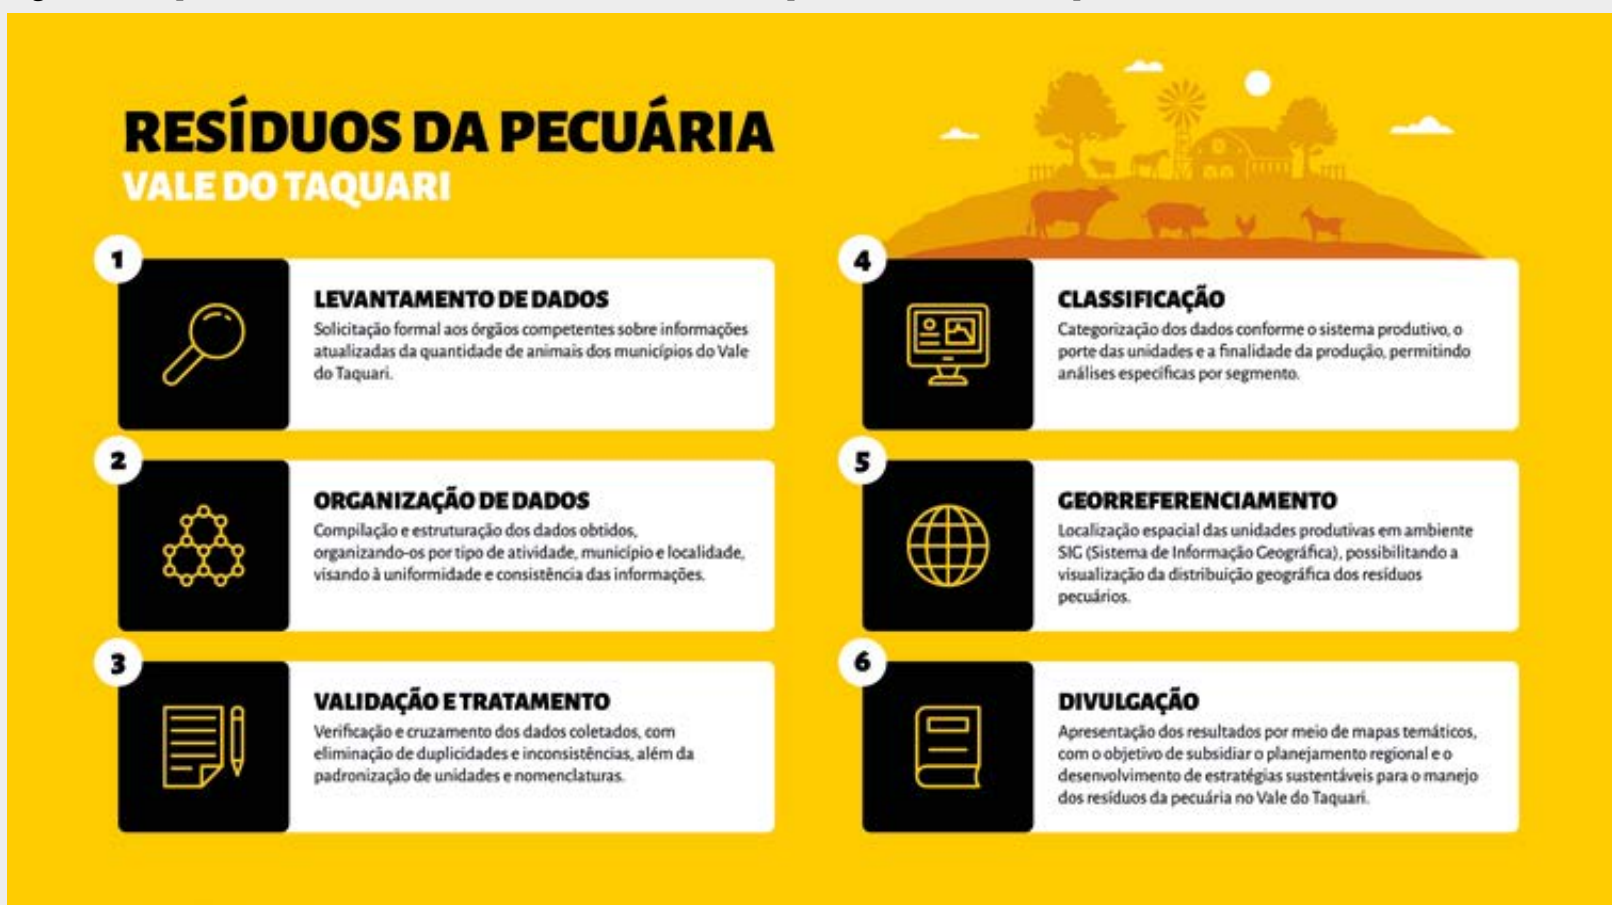 RESÍDUOS DA PECUÁRIA
VALE DO TAQUARI
1
LEVANTAMENTO DE DADOS
Solicitação formal aos órgãos competentes sobre informações
atualizadas da quantidade de animais dos municípios do Vale
do Taquari.
2
ORGANIZAÇÃO DE DADOS
Compilação e estruturação dos dados obtidos,
organizando-os por tipo de atividade, município e localidade,
visando à uniformidade e consistência das informações.
3
VALIDAÇÃO E TRATAMENTO
Verificação e cruzamento dos dados coletados, com
eliminação de duplicidades e inconsistências, além da
padronização de unidades e nomenclaturas.
4
CLASSIFICAÇÃO
Categorização dos dados conforme o sistema produtivo, o
porte das unidades e a finalidade da produção, permitindo
análises específicas por segmento.
5
GEORREFERENCIAMENTO
Localização espacial das unidades produtivas em ambiente
SIG (Sistema de Informação Geográfica), possibilitando a
visualização da distribuição geográfica dos resíduos
pecuários.
6
DIVULGAÇÃO
Apresentação dos resultados por meio de mapas temáticos,
com o objetivo de subsidiar o planejamento regional e o
desenvolvimento de estratégias sustentáveis para o manejo
dos resíduos da pecuária no Vale do Taquari.